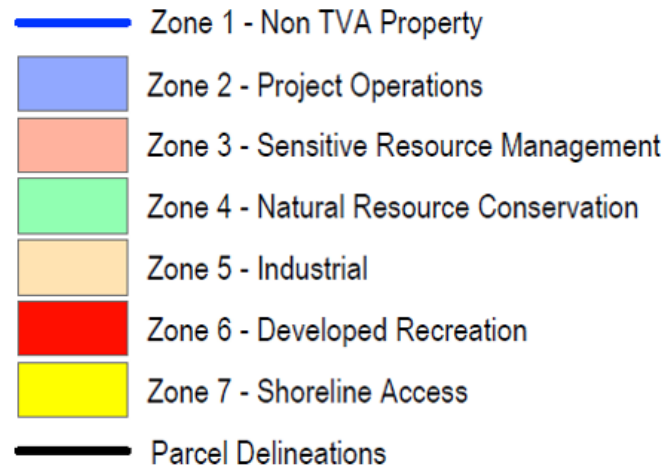 Zone 1 - Non TVA Property
Zone 2 - Project Operations
Zone 3 - Sensitive Resource Management
Zone 4 - Natural Resource Conservation
Zone 5 - Industrial
Zone 6 - Developed Recreation
Zone 7 - Shoreline Access
Parcel Delineations